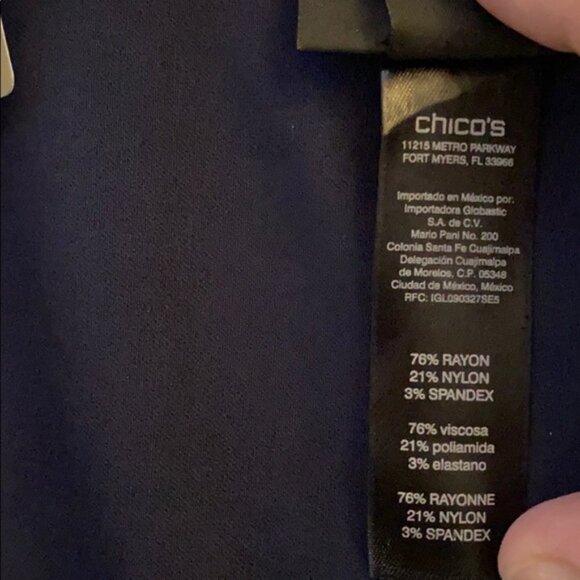 chico's
11215 METRO PARKWAY
FORT MYERS, FL 33966
Importado en México por:
Importadora Globastic
S.A. de C.V.
Mario Pani No. 200
Colonia Santa Fe Cuajimalpa
Delegación Cuajimalpa
de Morelos, C.P. 05348
Ciudad de México, México
RFC: IGL090327SE5
76% RAYON
21% NYLON
3% SPANDEX
76% viscosa
21% poliamida
3% elastano
76% RAYONNE
21% NYLON
3% SPANDEX